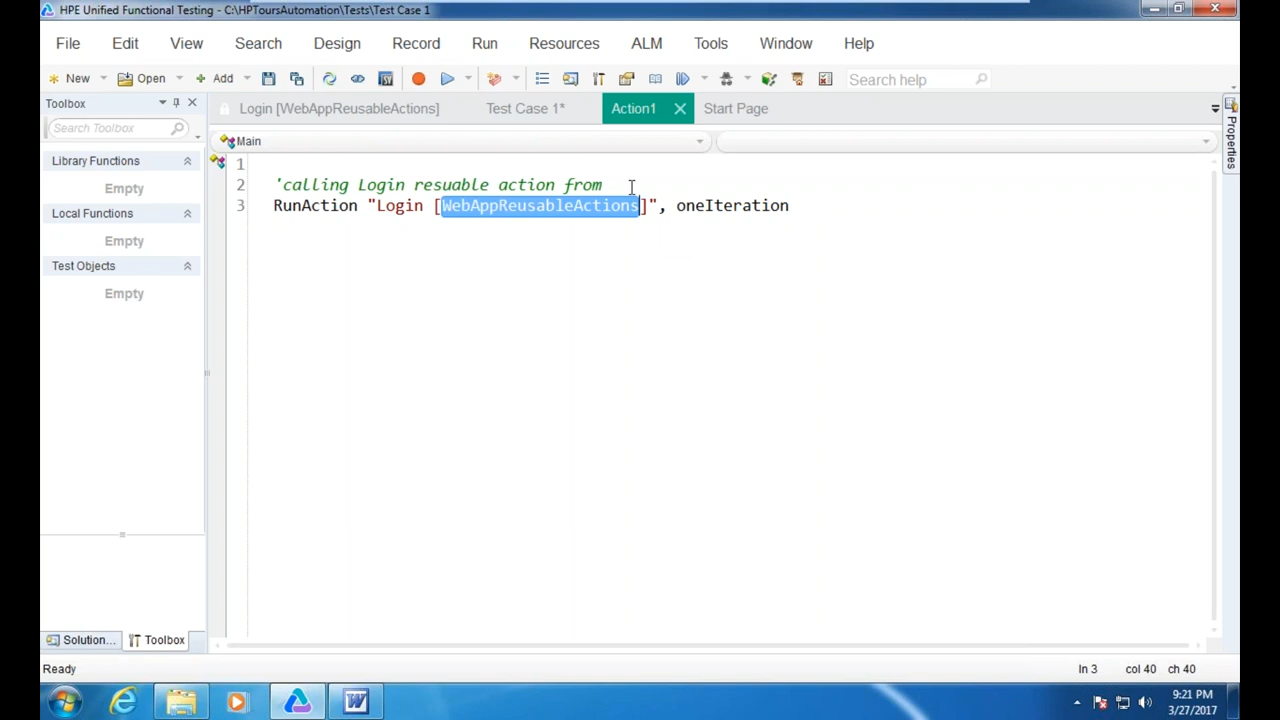 HPE Unified Functional Testing - C:\HPToursAutomation\Tests\Test Case 1
File Edit View Search Design Record Run Resources ALM Tools Window Help
New Open Add Search help
Toolbox
Login [WebAppReusableActions] Test Case 1* Action1 Start Page
Search Toolbox
Main
Properties
Library Functions
Empty
Local Functions
Empty
Test Objects
Empty
1
2 'calling Login resuable action from
3 RunAction "Login [WebAppReusableActions]", oneIteration
Solution... Toolbox
Ready ln 3 col 40 ch 40
9:21 PM
3/27/2017